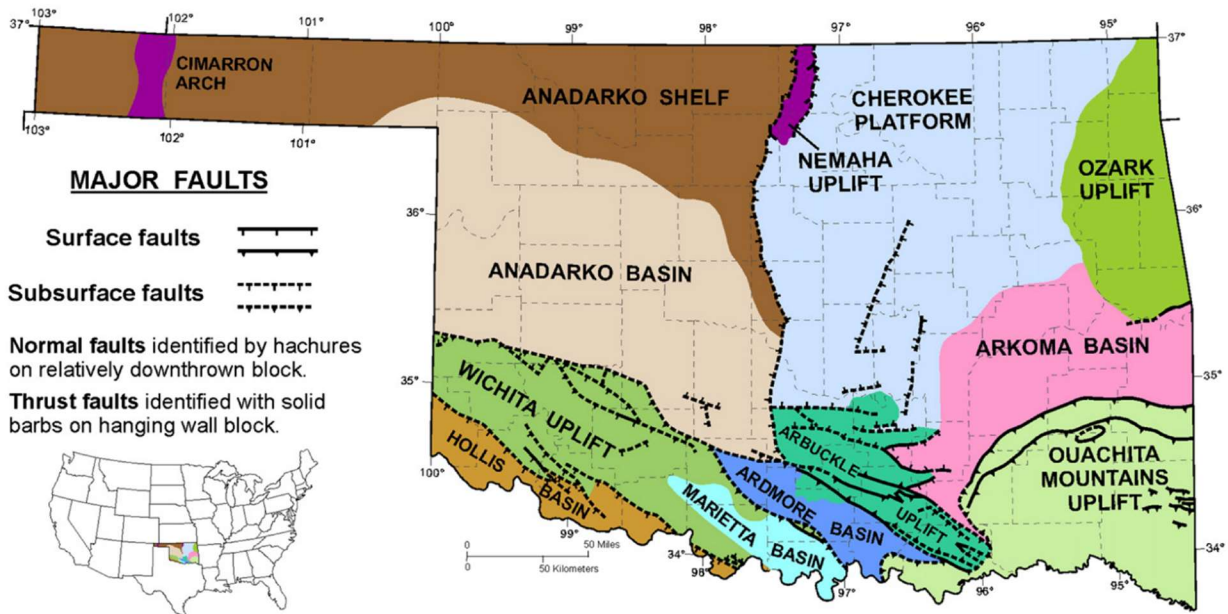 103°
102°
101°
100°
99°
98°
97°
96°
95°
37°
37°
CIMARRON
ARCH
ANADARKO SHELF
CHEROKEE
PLATFORM
NEMAHA
UPLIFT
OZARK
UPLIFT
103°
102°
101°
MAJOR FAULTS
Surface faults
Subsurface faults
Normal faults identified by hachures
on relatively downthrown block.
Thrust faults identified with solid
barbs on hanging wall block.
36°
36°
ANADARKO BASIN
ARKOMA BASIN
35°
35°
WICHITA UPLIFT
HOLLIS
BASIN
ARBUCKLE
UPLIFT
ARDMORE
BASIN
MARIETTA
BASIN
OUACHITA
MOUNTAINS
UPLIFT
100°
99°
34°
98°
97°
96°
95°
34°
0 50 Miles
0 50 Kilometers